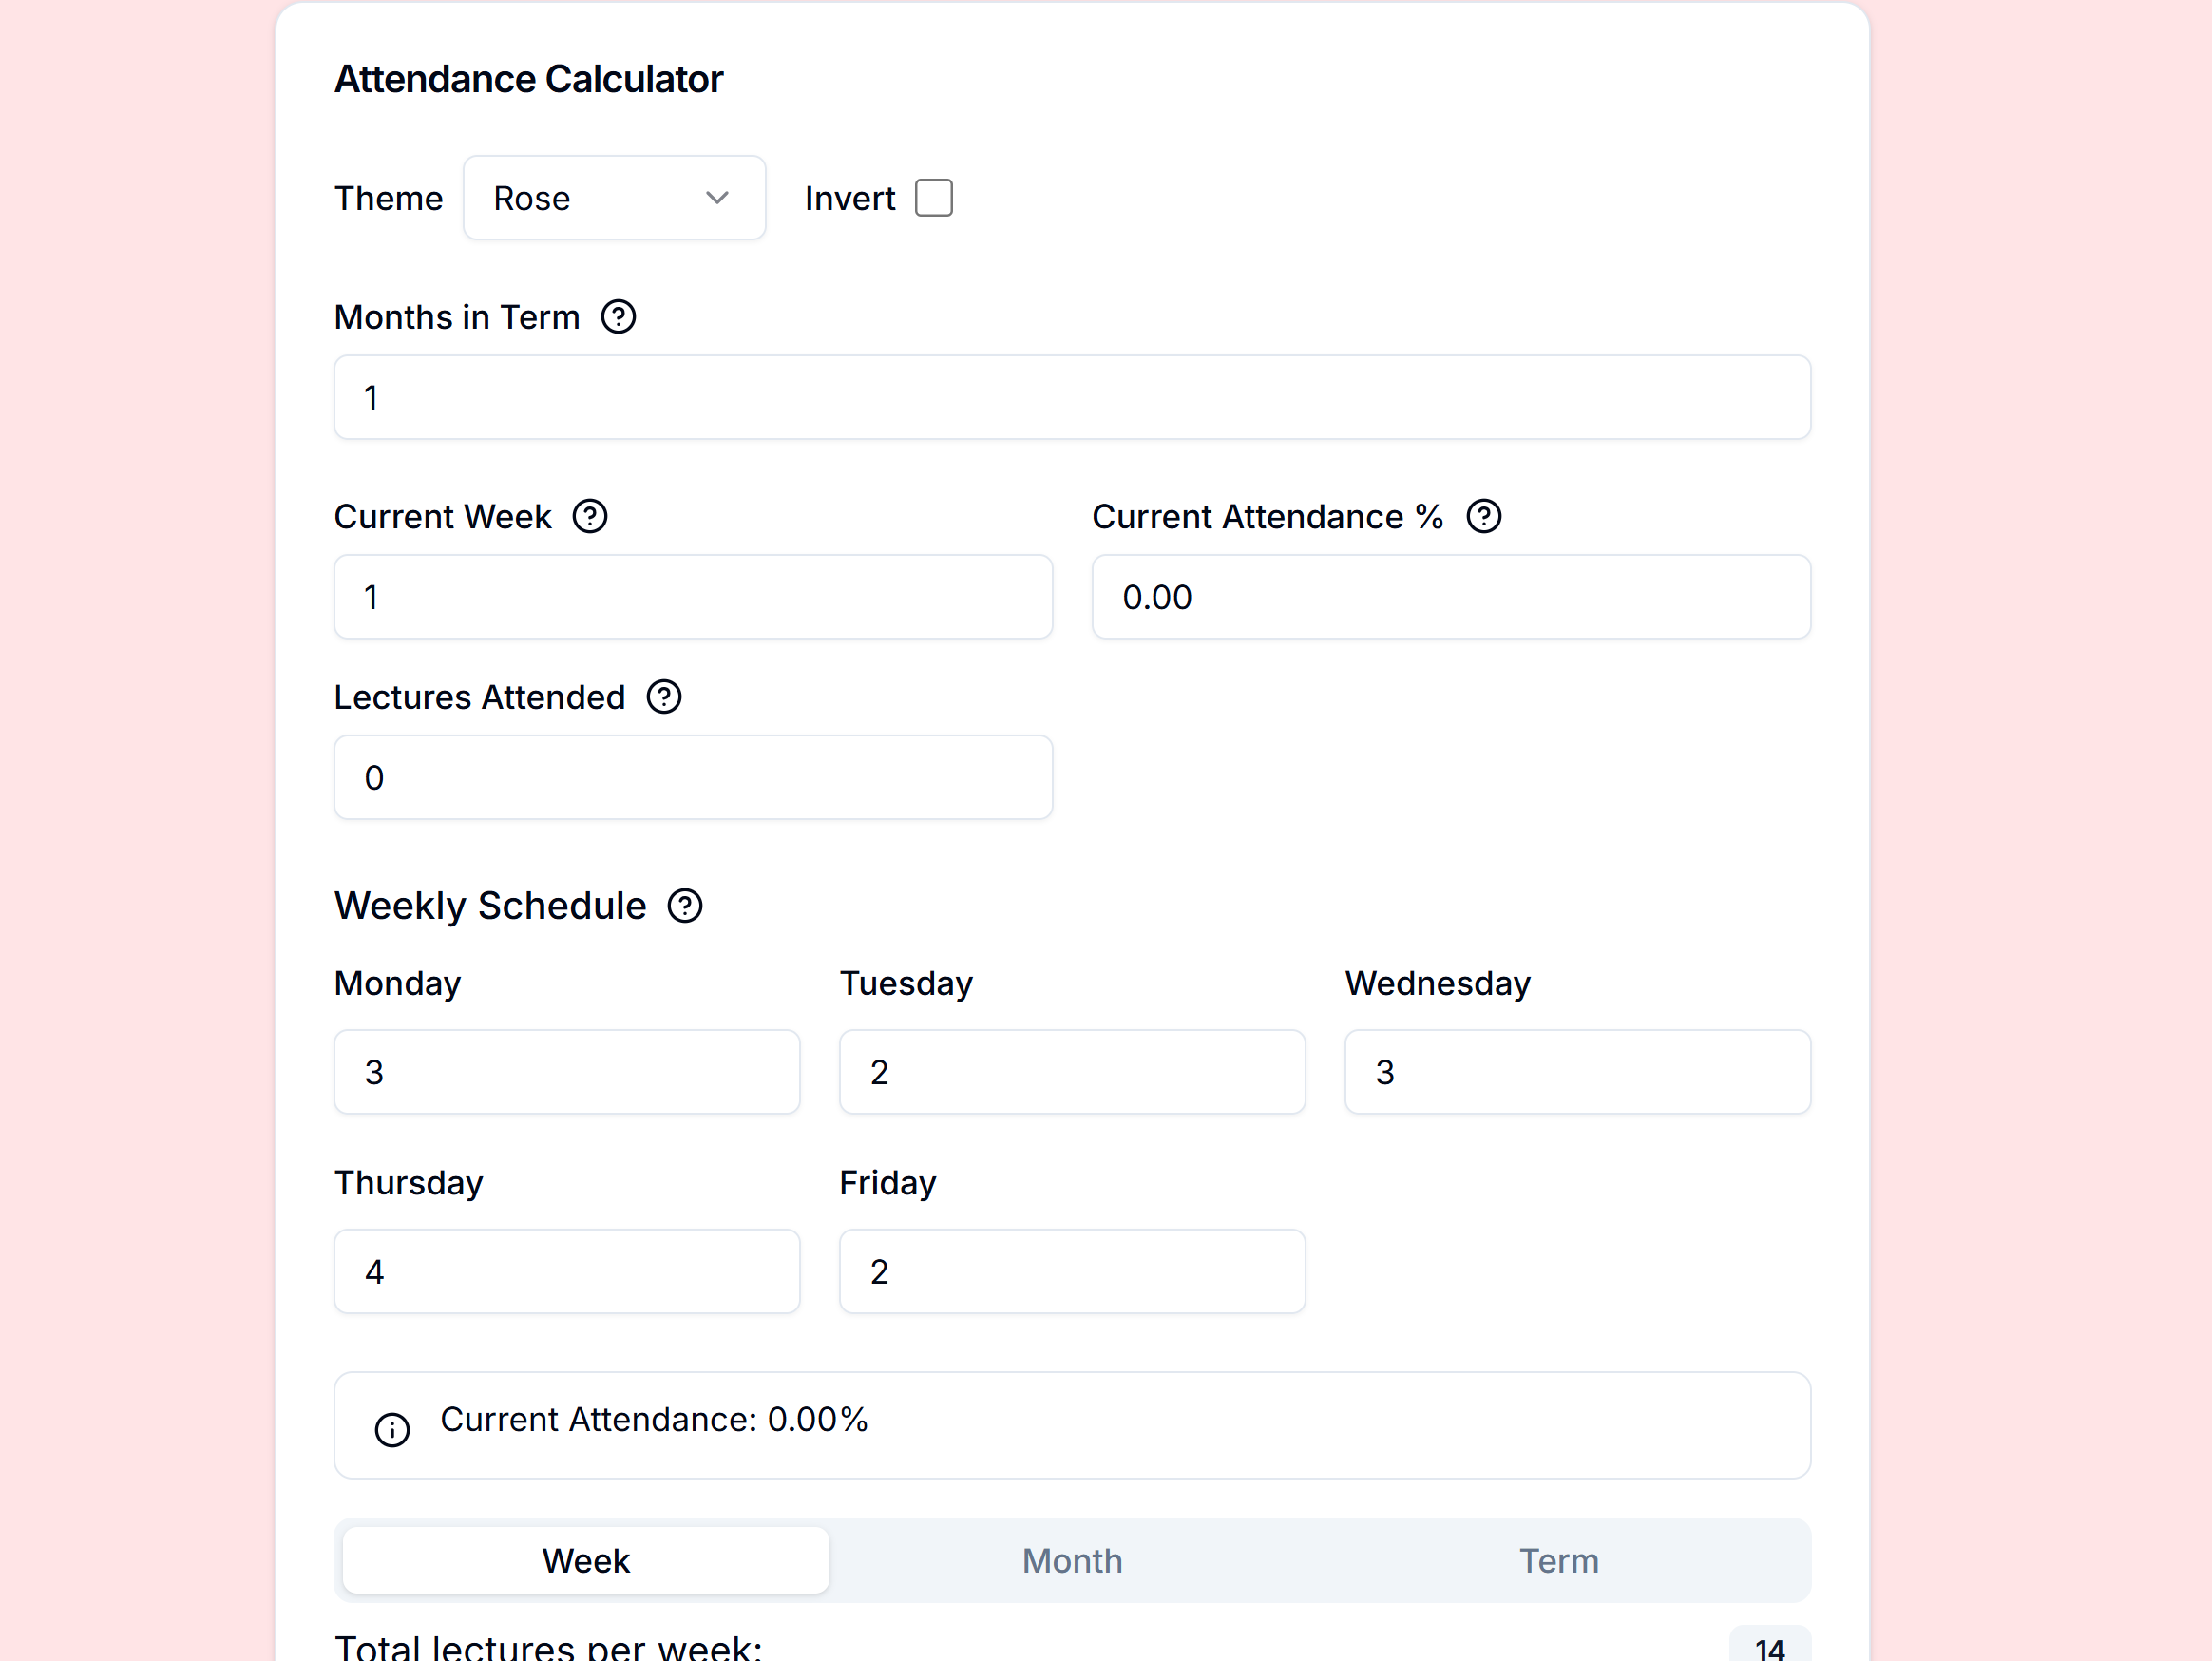 Attendance Calculator
Theme Rose Invert
Months in Term
1
Current Week Current Attendance %
1 0.00
Lectures Attended
0
Weekly Schedule
Monday Tuesday Wednesday
3 2 3
Thursday Friday
4 2
Current Attendance: 0.00%
Week Month Term
Total lectures per week: 14